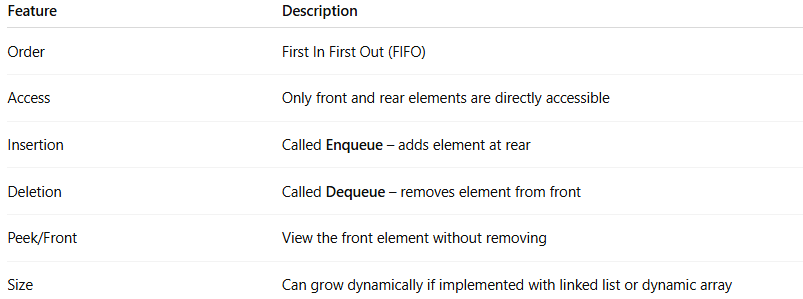 Feature Description
Order First In First Out (FIFO)
Access Only front and rear elements are directly accessible
Insertion Called Enqueue – adds element at rear
Deletion Called Dequeue – removes element from front
Peek/Front View the front element without removing
Size Can grow dynamically if implemented with linked list or dynamic array